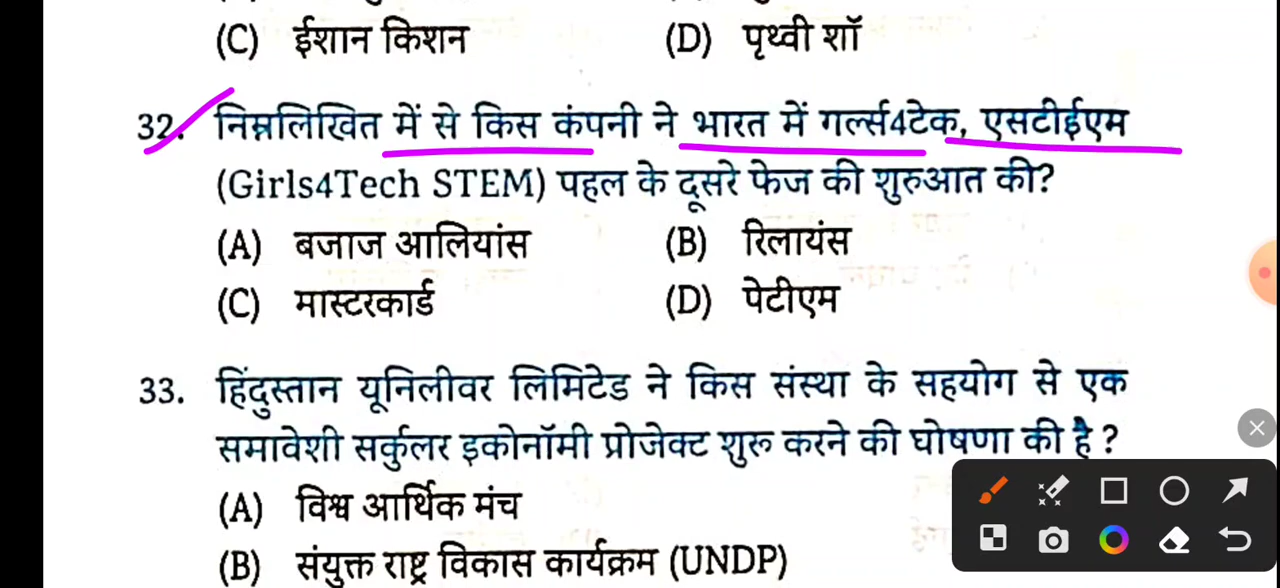 (C) ईशान किशन (D) पृथ्वी शॉ
32. निम्नलिखित में से किस कंपनी ने भारत में गर्ल्स4टेक, एसटीईएम
(Girls4Tech STEM) पहल के दूसरे फेज की शुरुआत की?
(A) बजाज आलियांस (B) रिलायंस
(C) मास्टरकार्ड (D) पेटीएम
33. हिंदुस्तान यूनिलीवर लिमिटेड ने किस संस्था के सहयोग से एक
समावेशी सर्कुलर इकोनॉमी प्रोजेक्ट शुरू करने की घोषणा की है ?
(A) विश्व आर्थिक मंच
(B) संयुक्त राष्ट्र विकास कार्यक्रम (UNDP)